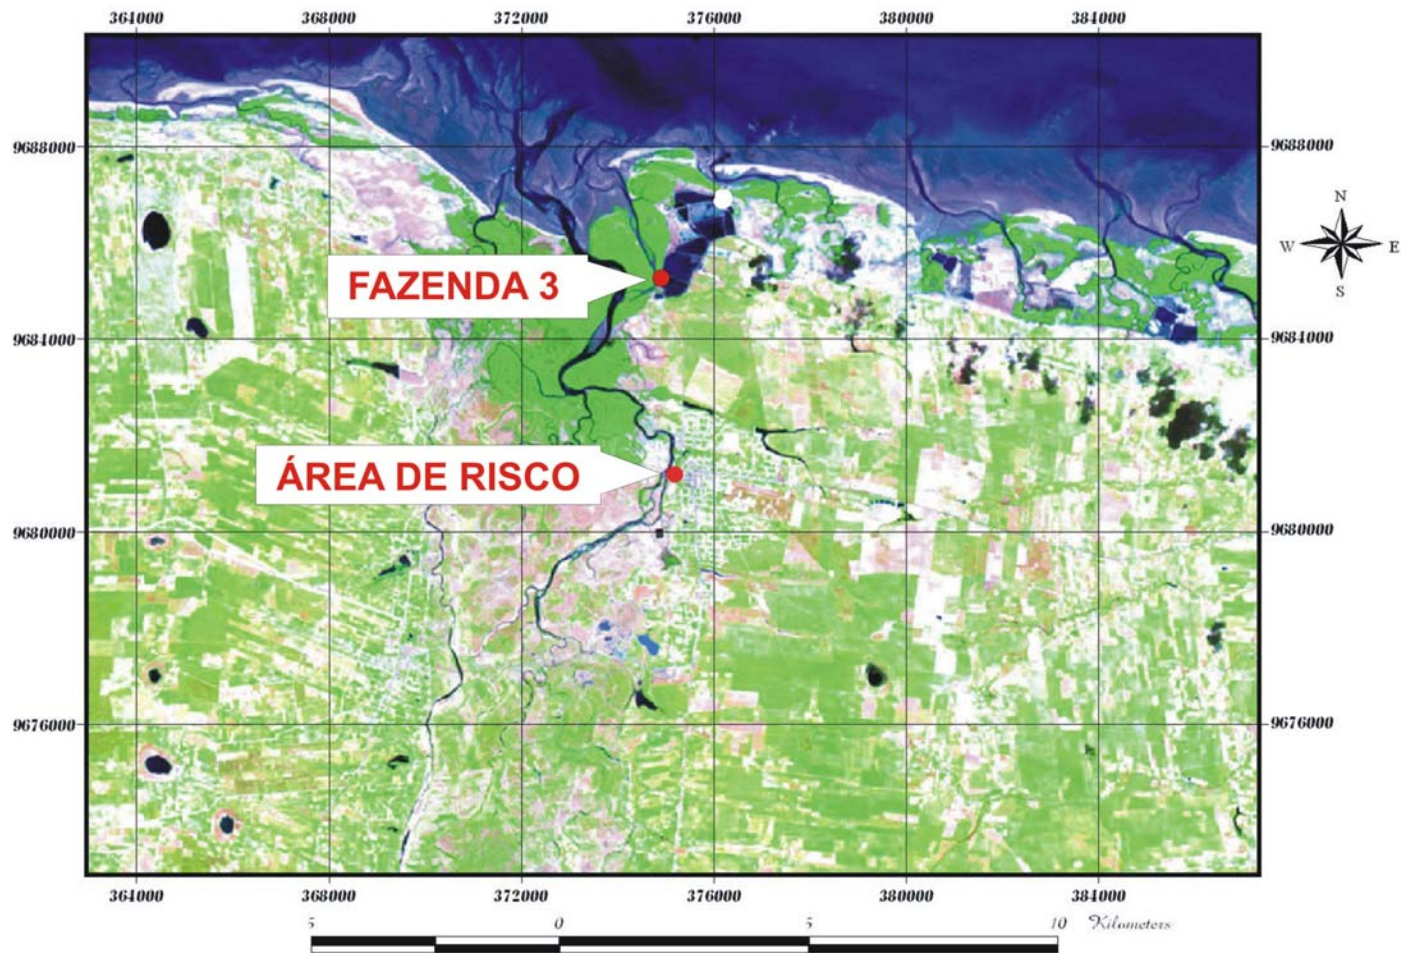 364000 368000 372000 376000 380000 384000
9688000 9688000
N
W E
S
FAZENDA 3
9684000 9684000
ÁREA DE RISCO
9680000 9680000
9676000 9676000
364000 368000 372000 376000 380000 384000
5 0 5 10 Kilometers